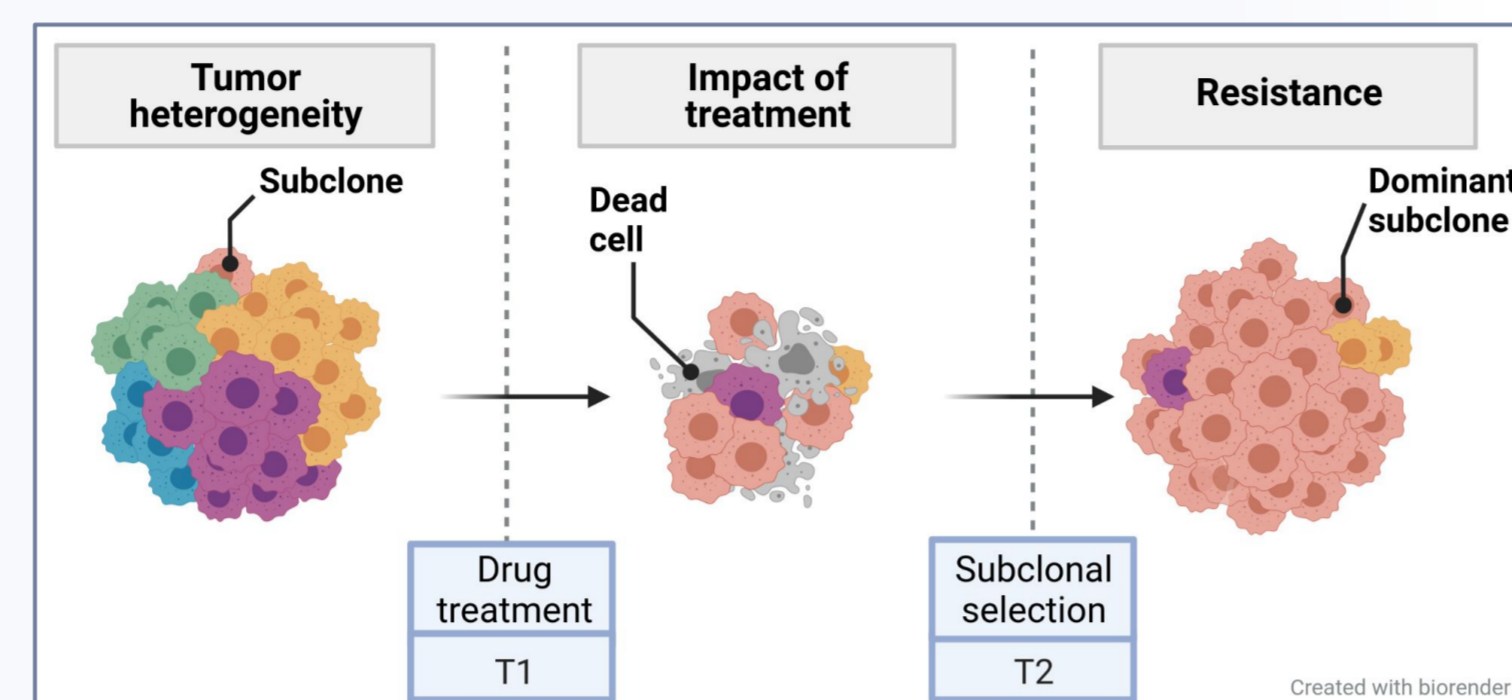 Tumor
heterogeneity
Impact of
treatment
Resistance
Subclone
Dead
cell
Dominant
subclone
Drug
treatment
T1
Subclonal
selection
T2
Created with biorender